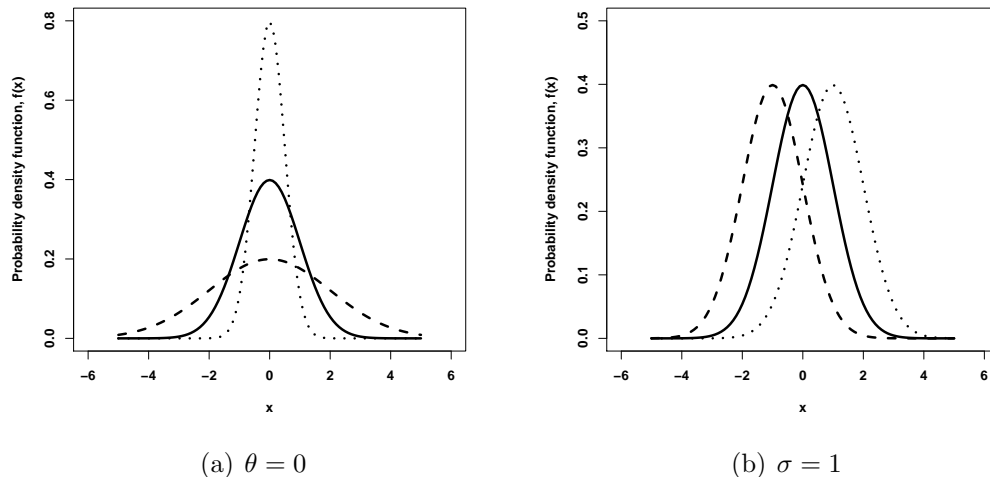 Probability density function, f(x)
0.8
0.6
0.4
0.2
0.0
−6 −4 −2 0 2 4 6
x
(a) θ = 0
Probability density function, f(x)
0.5
0.4
0.3
0.2
0.1
0.0
−6 −4 −2 0 2 4 6
x
(b) σ = 1